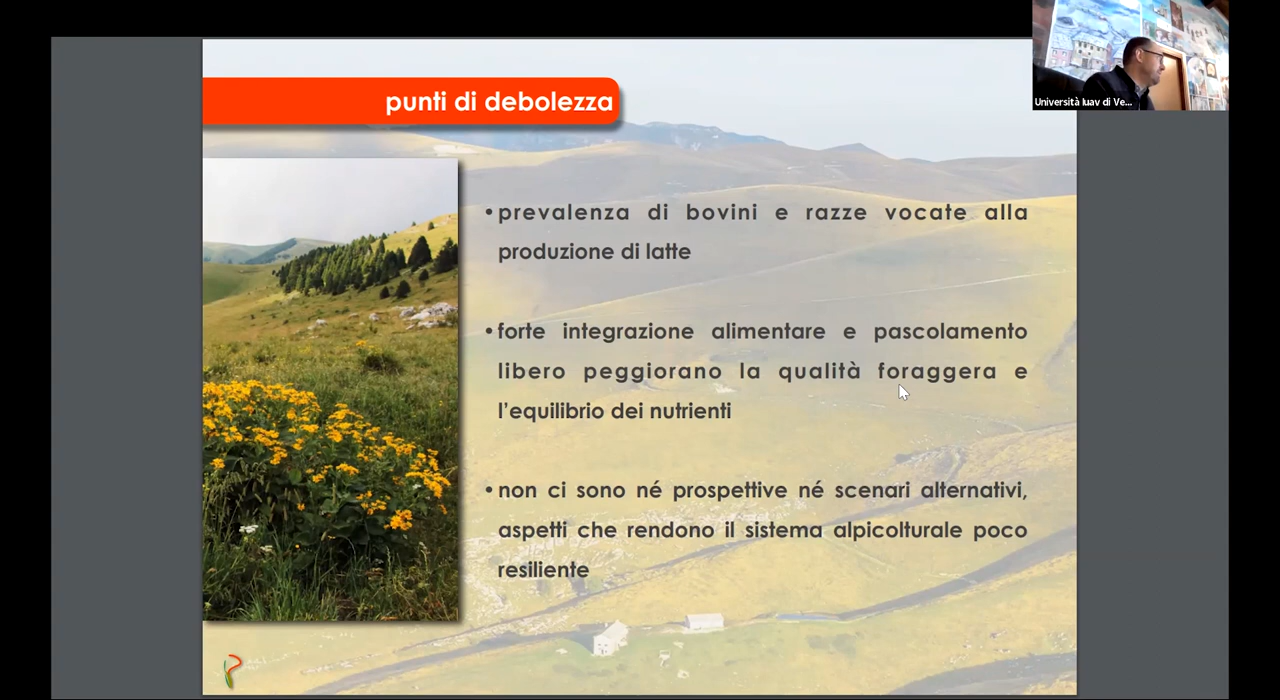 punti di debolezza
Università Iuav di Ve...
•prevalenza di bovini e razze vocate alla
produzione di latte
•forte integrazione alimentare e pascolamento
libero peggiorano la qualità foraggera e
l'equilibrio dei nutrienti
•non ci sono né prospettive né scenari alternativi,
aspetti che rendono il sistema alpicolturale poco
resiliente